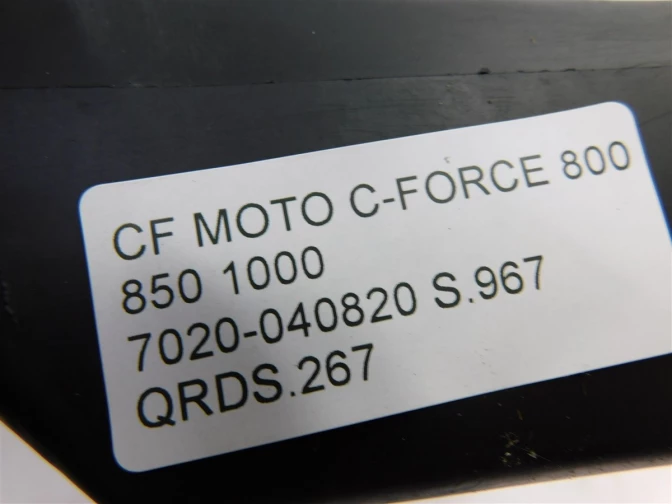 CF MOTO C-FORCE 800
850 1000
7020-040820 S.967
QRDS.267